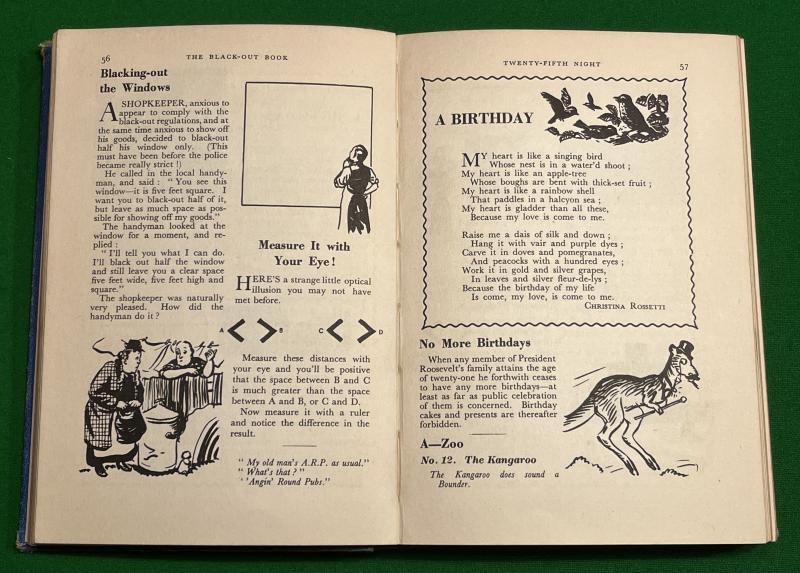 56
THE BLACK-OUT BOOK
Blacking-out
the Windows
A SHOPKEEPER, anxious to
appear to comply with the
black-out regulations, and at
the same time anxious to show off
his goods, decided to black-out
half his window only. (This
must have been before the police
became really strict !)
He called in the local handy-
man, and said : " You see this
window—it is five feet square. I
want you to black-out half of it,
but leave as much space as pos-
sible for showing off my goods."
The handyman looked at the
window for a moment, and re-
plied :
" I'll tell you what I can do.
I'll black out half the window
and still leave you a clear space
five feet wide, five feet high and
square."
The shopkeeper was naturally
very pleased. How did the
handyman do it ?
Measure It with
Your Eye !
HERE'S a strange little optical
illusion you may not have
met before.
A B C D
Measure these distances with
your eye and you'll be positive
that the space between B and C
is much greater than the space
between A and B, or C and D.
Now measure it with a ruler
and notice the difference in the
result.
" My old man's A.R.P. as usual."
" What's that ? "
" 'Angin' Round Pubs."
TWENTY-FIFTH NIGHT
57
A BIRTHDAY
MY heart is like a singing bird
Whose nest is in a water'd shoot ;
My heart is like an apple-tree
Whose boughs are bent with thick-set fruit ;
My heart is like a rainbow shell
That paddles in a halcyon sea ;
My heart is gladder than all these,
Because my love is come to me.
Raise me a dais of silk and down ;
Hang it with vair and purple dyes ;
Carve it in doves and pomegranates,
And peacocks with a hundred eyes ;
Work it in gold and silver grapes,
In leaves and silver fleur-de-lys ;
Because the birthday of my life
Is come, my love, is come to me.
CHRISTINA ROSSETTI
No More Birthdays
When any member of President
Roosevelt's family attains the age
of twenty-one he forthwith ceases
to have any more birthdays—at
least as far as public celebration
of them is concerned. Birthday
cakes and presents are thereafter
forbidden.
A—Zoo
No. 12. The Kangaroo
The Kangaroo does sound a
Bounder.